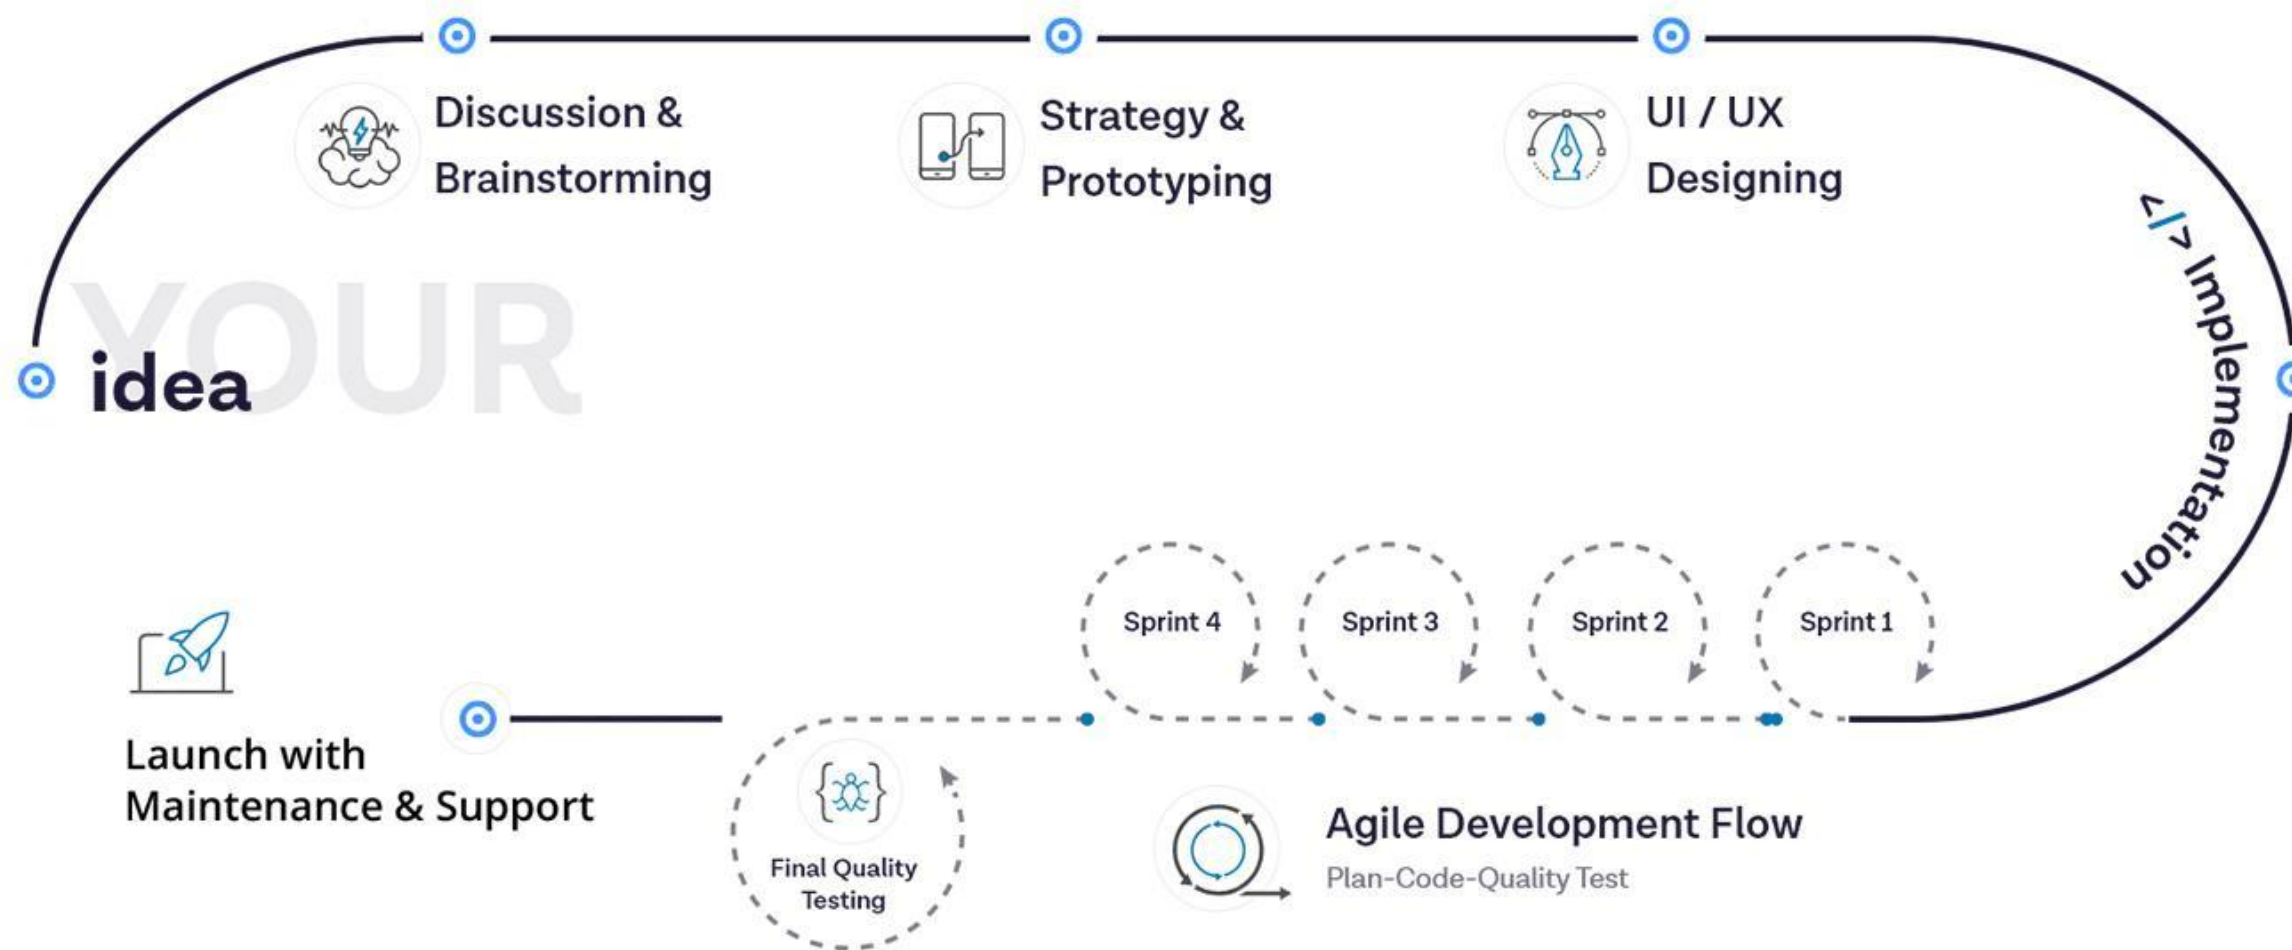 Discussion &
Brainstorming
Strategy &
Prototyping
UI / UX
Designing
</> Implementation
YOUR
idea
Sprint 4
Sprint 3
Sprint 2
Sprint 1
Launch with
Maintenance & Support
Final Quality
Testing
Agile Development Flow
Plan-Code-Quality Test